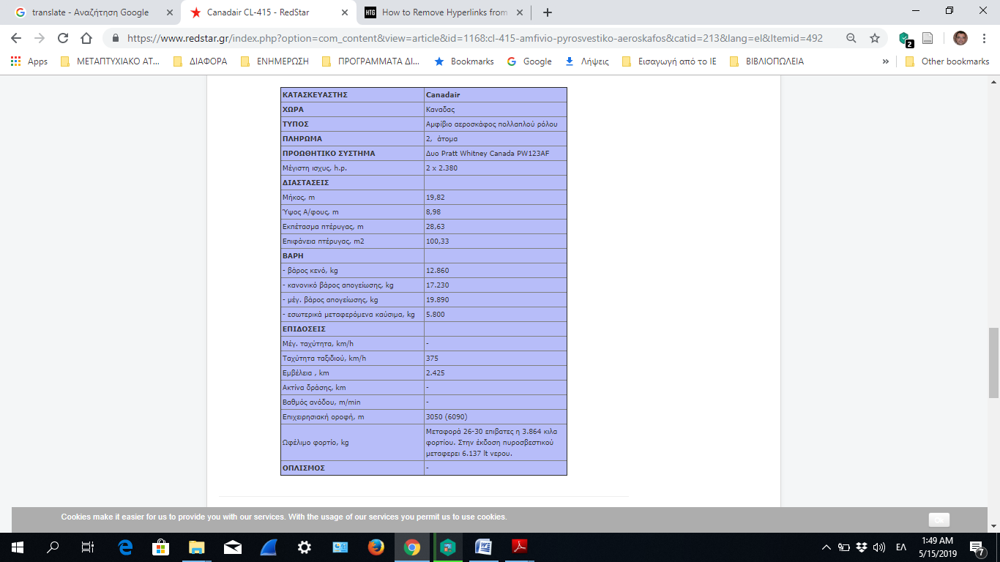 translate - Αναζήτηση Google
Canadair CL-415 - RedStar
HTG How to Remove Hyperlinks from
https://www.redstar.gr/index.php?option=com_content&view=article&id=1168:cl-415-amfivio-pyrosvestiko-aeroskafos&catid=213&lang=el&Itemid=492
2
Apps ΜΕΤΑΠΤΥΧΙΑΚΟ ΑΤ... ΔΙΑΦΟΡΑ ΕΝΗΜΕΡΩΣΗ ΠΡΟΓΡΑΜΜΑΤΑ ΔΙ... Bookmarks Google Λήψεις Εισαγωγή από το IE ΒΙΒΛΙΟΠΩΛΕΙΑ » Other bookmarks
ΚΑΤΑΣΚΕΥΑΣΤΗΣ Canadair
ΧΩΡΑ Καναδας
ΤΥΠΟΣ Αμφίβιο αεροσκάφος πολλαπλού ρόλου
ΠΛΗΡΩΜΑ 2, άτομα
ΠΡΟΩΘΗΤΙΚΟ ΣΥΣΤΗΜΑ Δυο Pratt Whitney Canada PW123AF
Μέγιστη ισχυς, h.p. 2 x 2.380
ΔΙΑΣΤΑΣΕΙΣ
Μήκος, m 19,82
Ύψος Α/φους, m 8,98
Εκπέτασμα πτέρυγας, m 28,63
Επιφάνεια πτέρυγας, m2 100,33
ΒΑΡΗ
- βάρος κενό, kg 12.860
- κανονικό βάρος απογείωσης, kg 17.230
- μέγ. βάρος απογείωσης, kg 19.890
- εσωτερικά μεταφερόμενα καύσιμα, kg 5.800
ΕΠΙΔΟΣΕΙΣ
Μέγ. ταχύτητα, km/h -
Ταχύτητα ταξιδιού, km/h 375
Εμβέλεια , km 2.425
Ακτίνα δράσης, km -
Βαθμός ανόδου, m/min -
Επιχειρησιακή οροφή, m 3050 (6090)
Ωφέλιμο φορτίο, kg Μεταφορά 26-30 επιβατες η 3.864 κιλα
φορτίου. Στην έκδοση πυροσβεστικού
μεταφερει 6.137 lt νερου.
ΟΠΛΙΣΜΟΣ -
Cookies make it easier for us to provide you with our services. With the usage of our services you permit us to use cookies.
Ok
ΕΛ
1:49 AM
5/15/2019
7